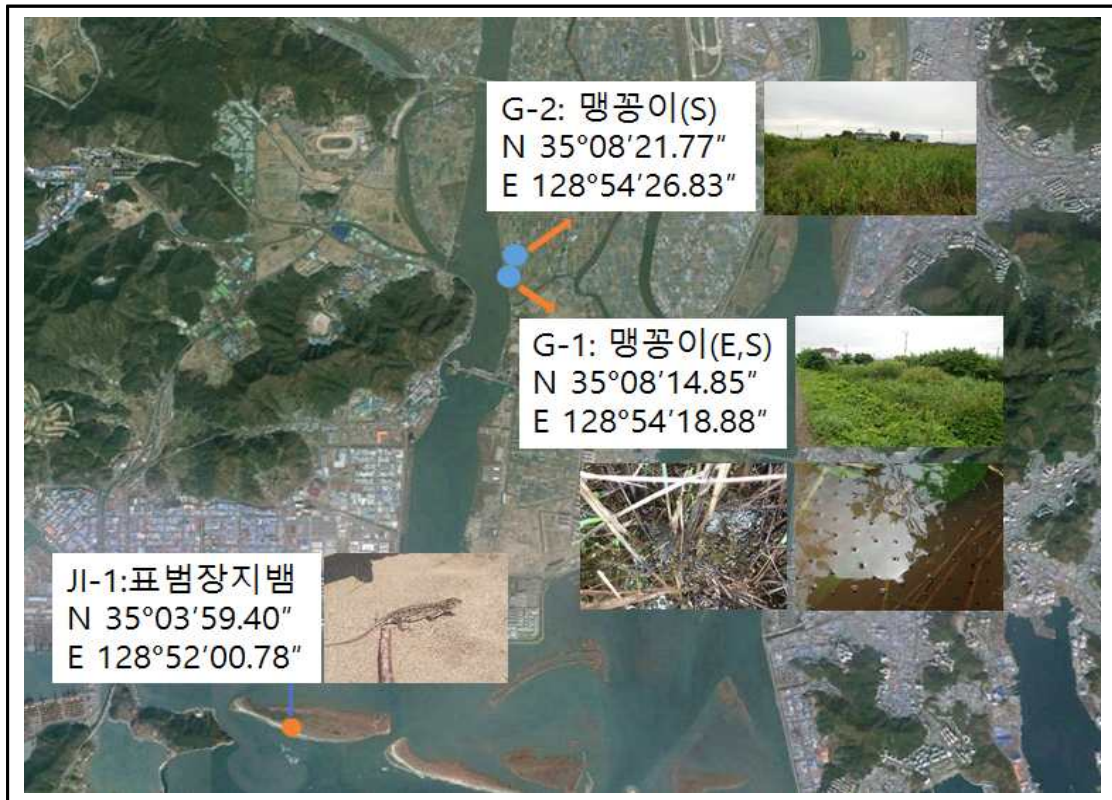 G-2: 맹꽁이(S)
N 35°08′21.77″
E 128°54′26.83″
G-1: 맹꽁이(E,S)
N 35°08′14.85″
E 128°54′18.88″
JI-1:표범장지뱀
N 35°03′59.40″
E 128°52′00.78″